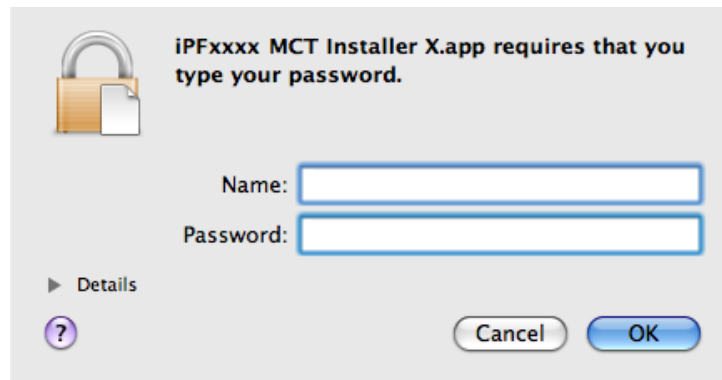 iPFxxxx MCT Installer X.app requires that you
type your password.
Name:
Password:
Details
?
Cancel
OK